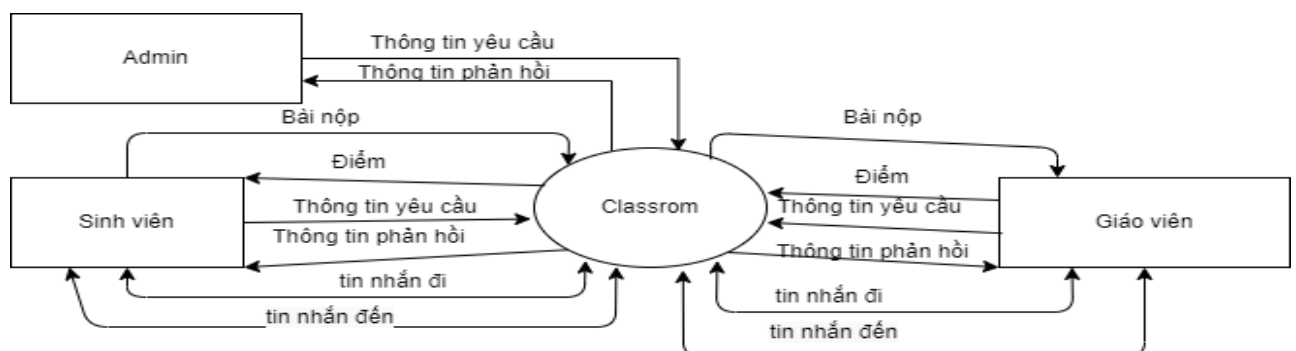 Thông tin yêu cầu
Admin
Thông tin phản hồi
Bài nộp
Bài nộp
Điểm
Điểm
Thông tin yêu cầu
Thông tin yêu cầu
Sinh viên
Classrom
Giáo viên
Thông tin phản hồi
Thông tin phản hồi
tin nhắn đi
tin nhắn đi
tin nhắn đến
tin nhắn đến